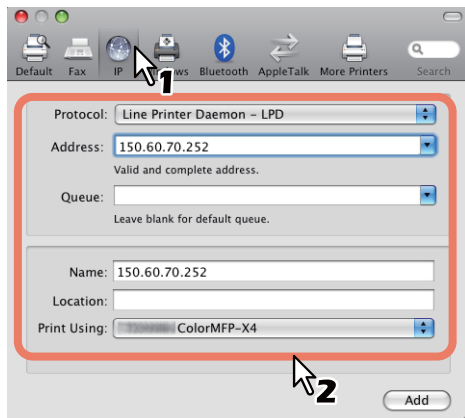 Default Fax IP Bluetooth AppleTalk More Printers Search
1
Protocol: Line Printer Daemon – LPD
Address: 150.60.70.252
Valid and complete address.
Queue:
Leave blank for default queue.
Name: 150.60.70.252
Location:
Print Using: ColorMFP-X4
2
Add